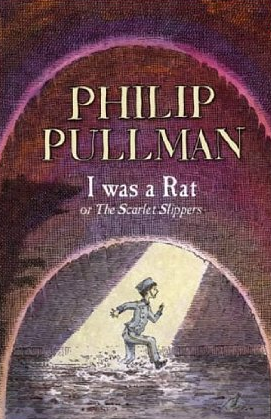 PHILIP
PULLMAN
I was a Rat
or The Scarlet Slippers